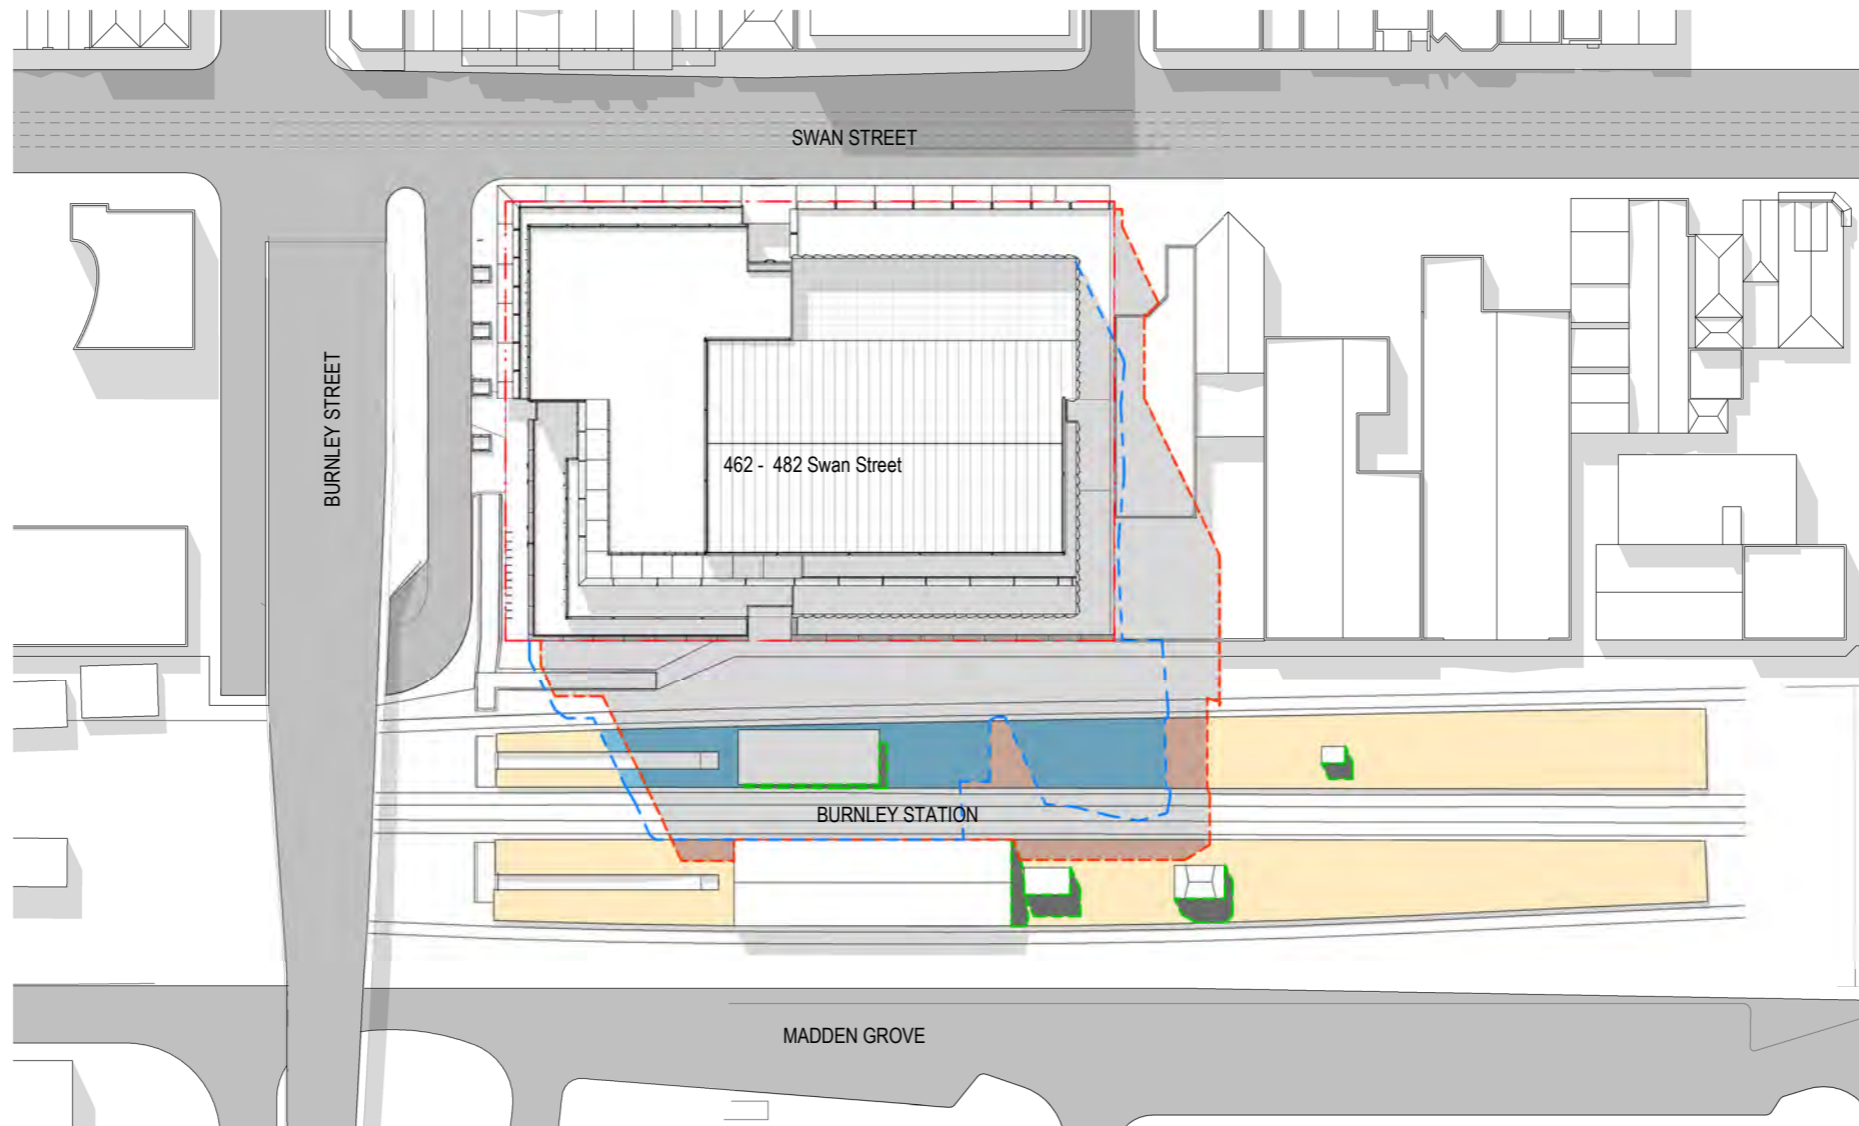 SWAN STREET
BURNLEY STREET
462 - 482 Swan Street
BURNLEY STATION
MADDEN GROVE